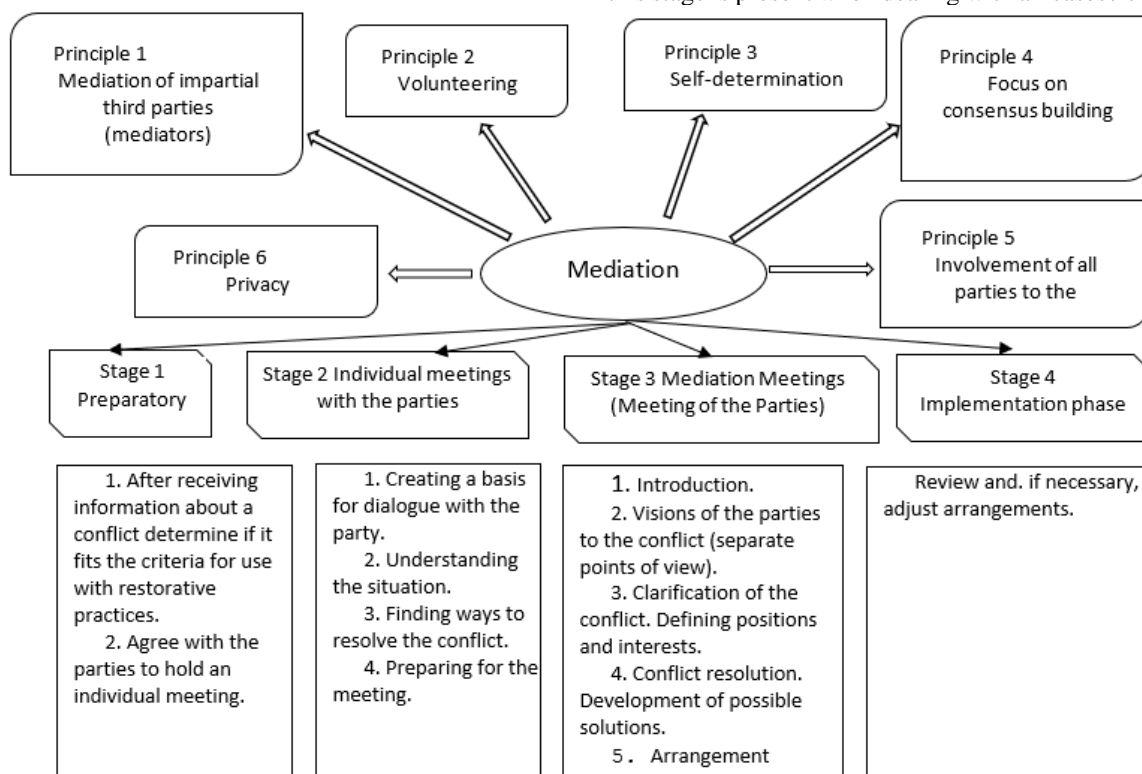 Principle 1
Mediation of impartial
third parties
(mediators)
Principle 2
Volunteering
Principle 3
Self-determination
Principle 4
Focus on
consensus building
Principle 6
Privacy
Mediation
Principle 5
Involvement of all
parties to the
Stage 1
Preparatory
Stage 2 Individual meetings
with the parties
Stage 3 Mediation Meetings
(Meeting of the Parties)
Stage 4
Implementation phase
1. After receiving
information about a
conflict determine if it
fits the criteria for use
with restorative
practices.
2. Agree with the
parties to hold an
individual meeting.
1. Creating a basis
for dialogue with the
party.
2. Understanding
the situation.
3. Finding ways to
resolve the conflict.
4. Preparing for the
meeting.
1. Introduction.
2. Visions of the parties
to the conflict (separate
points of view).
3. Clarification of the
conflict. Defining positions
and interests.
4. Conflict resolution.
Development of possible
solutions.
5. Arrangement
Review and. if necessary,
adjust arrangements.